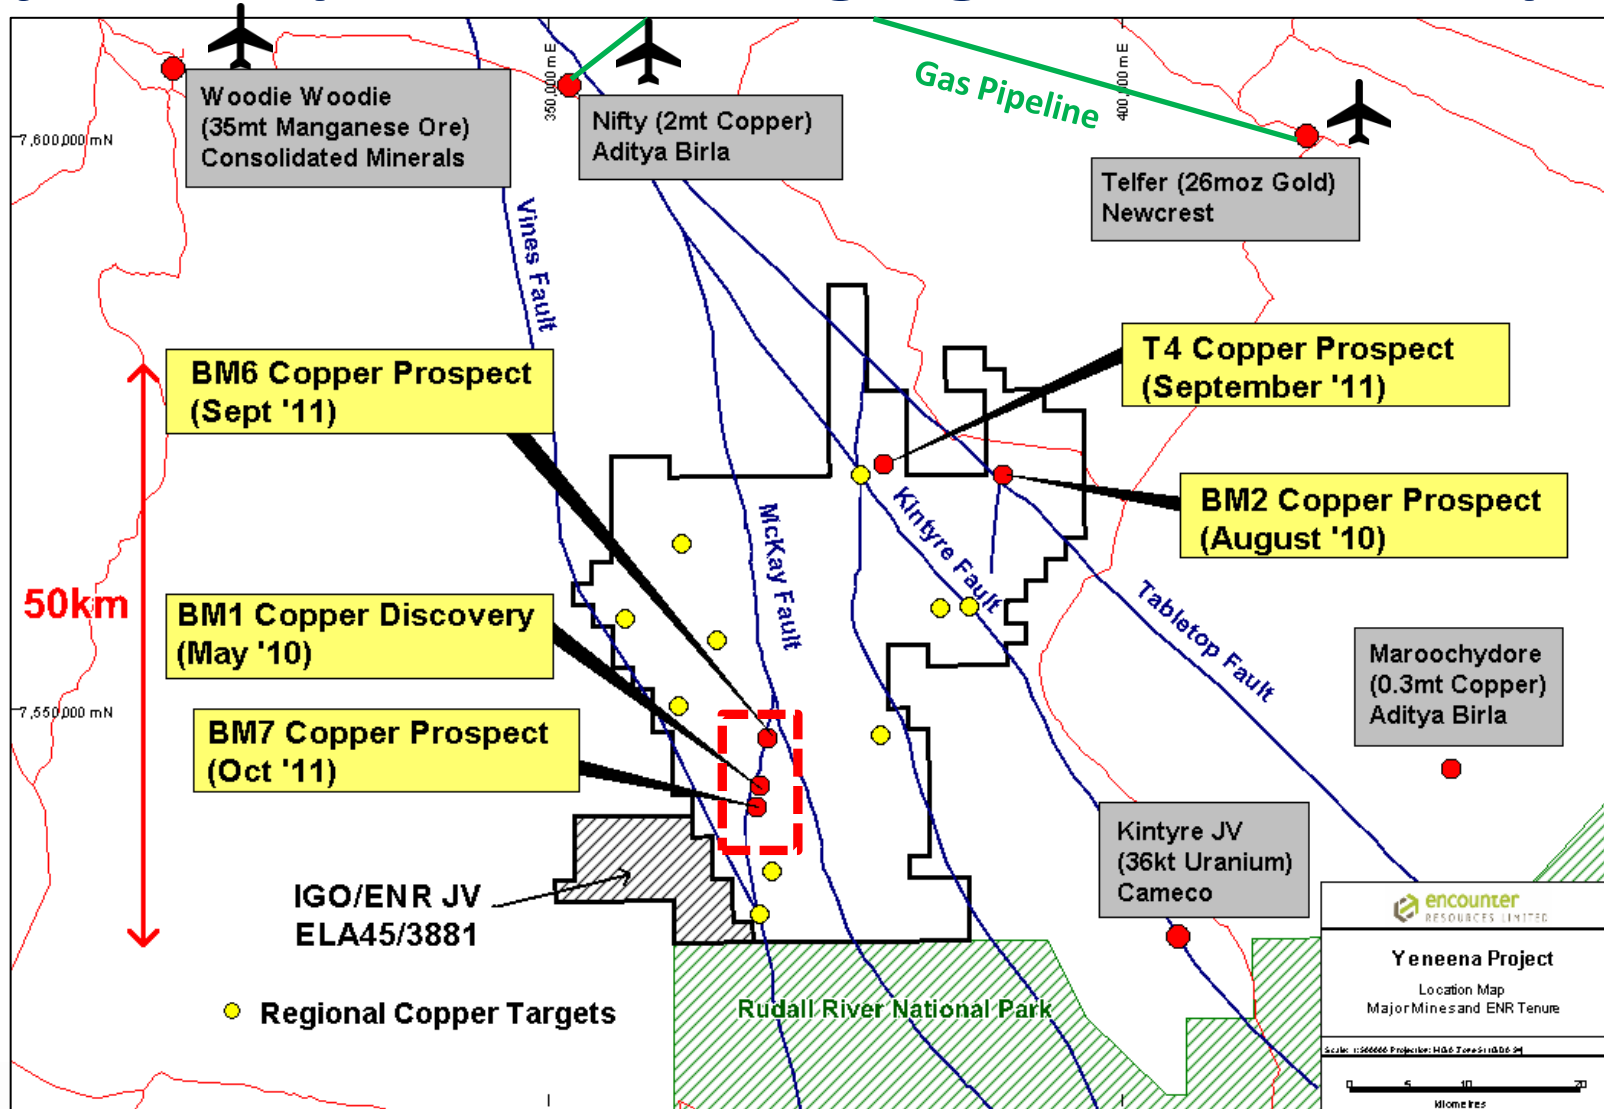 350,000 mE
400,000 mE
Gas Pipeline
Woodie Woodie
(35mt Manganese Ore)
Consolidated Minerals
Nifty (2mt Copper)
Aditya Birla
7,600,000 mN
Telfer (26moz Gold)
Newcrest
Vines Fault
BM6 Copper Prospect
(Sept '11)
T4 Copper Prospect
(September '11)
BM2 Copper Prospect
(August '10)
McKay Fault
Kintyre Fault
Tabletop Fault
50km
BM1 Copper Discovery
(May '10)
Maroochydore
(0.3mt Copper)
Aditya Birla
7,550,000 mN
BM7 Copper Prospect
(Oct '11)
Kintyre JV
(36kt Uranium)
Cameco
IGO/ENR JV
ELA45/3881
encounter
RESOURCES LIMITED
Yeneena Project
Location Map
Major Mines and ENR Tenure
Rudall River National Park
Regional Copper Targets
0 5 10 20
Kilometres